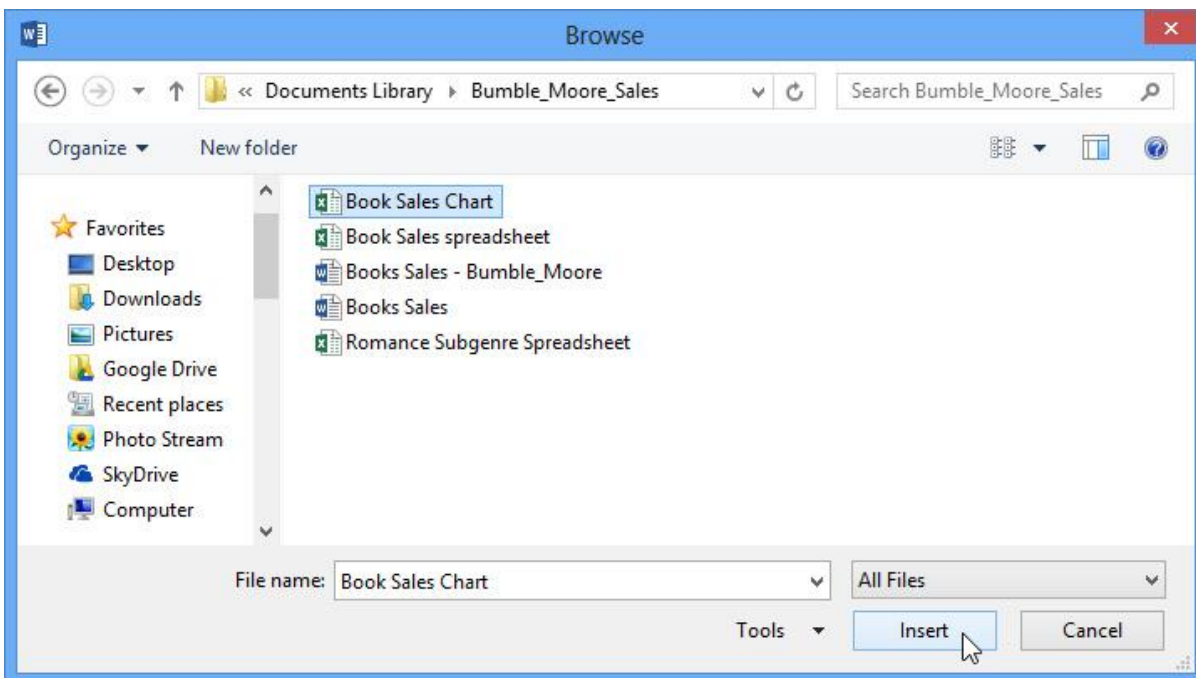 Browse
« Documents Library Bumble_Moore_Sales
Search Bumble_Moore_Sales
Organize
New folder
Favorites
Desktop
Downloads
Pictures
Google Drive
Recent places
Photo Stream
SkyDrive
Computer
Book Sales Chart
Book Sales spreadsheet
Books Sales - Bumble_Moore
Books Sales
Romance Subgenre Spreadsheet
File name: Book Sales Chart
All Files
Tools
Insert
Cancel